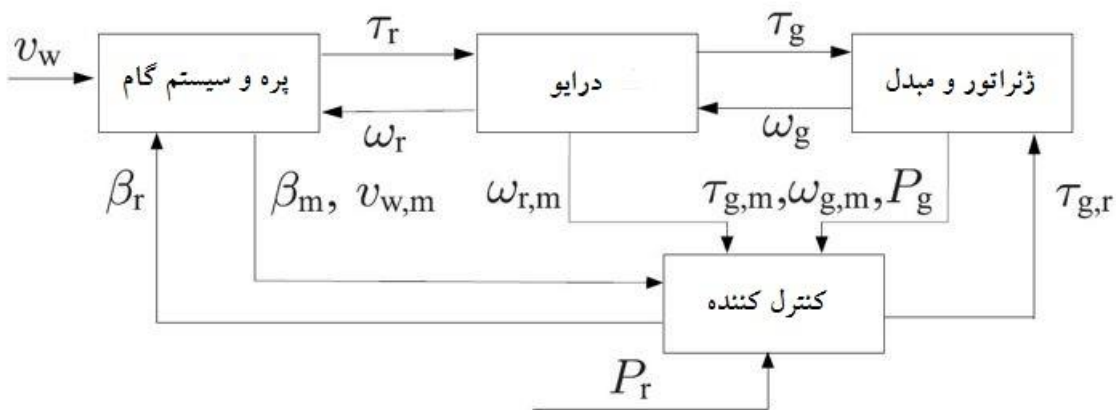 τ_r
τ_g
v_w
پره و سیستم گام
درایو
ژنراتور و مبدل
ω_r
ω_g
β_r
β_m, v_w,m
ω_r,m
τ_g,m,ω_g,m,P_g
τ_g,r
کنترل کننده
P_r